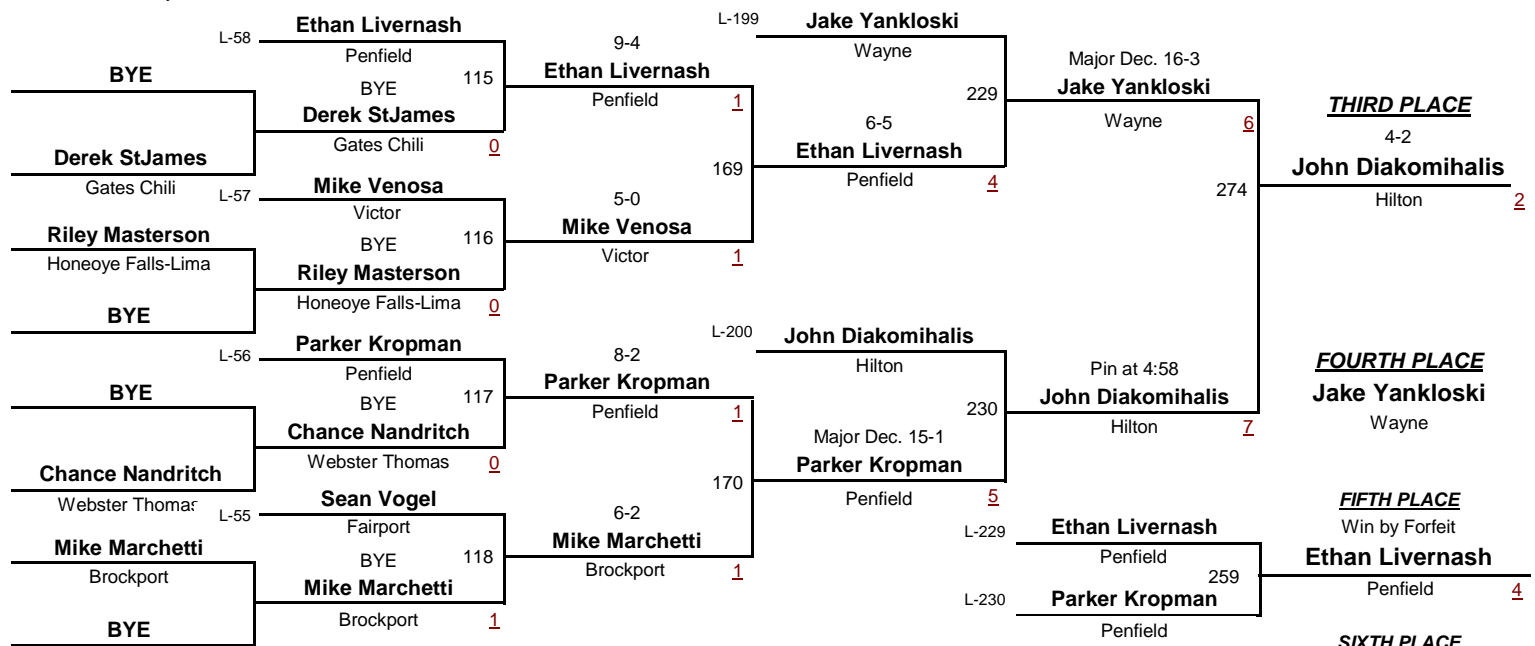 BYE
Derek StJames
Gates Chili
Riley Masterson
Honeoye Falls-Lima
BYE
BYE
Chance Nandritch
Webster Thomas
Mike Marchetti
Brockport
BYE
L-58
Ethan Livernash
Penfield
BYE
115
Derek StJames
Gates Chili
0
L-57
Mike Venosa
Victor
BYE
116
Riley Masterson
Honeoye Falls-Lima
0
L-56
Parker Kropman
Penfield
BYE
117
Chance Nandritch
Webster Thomas
0
L-55
Sean Vogel
Fairport
BYE
118
Mike Marchetti
Brockport
1
9-4
Ethan Livernash
Penfield
1
169
5-0
Mike Venosa
Victor
1
8-2
Parker Kropman
Penfield
1
170
6-2
Mike Marchetti
Brockport
1
L-199
Jake Yankloski
Wayne
229
6-5
Ethan Livernash
Penfield
4
L-200
John Diakomihalis
Hilton
230
Major Dec. 15-1
Parker Kropman
Penfield
5
Major Dec. 16-3
Jake Yankloski
Wayne
6
274
Pin at 4:58
John Diakomihalis
Hilton
7
THIRD PLACE
4-2
John Diakomihalis
Hilton
2
FOURTH PLACE
Jake Yankloski
Wayne
L-229
Ethan Livernash
Penfield
259
L-230
Parker Kropman
Penfield
FIFTH PLACE
Win by Forfeit
Ethan Livernash
Penfield
4
SIXTH PLACE